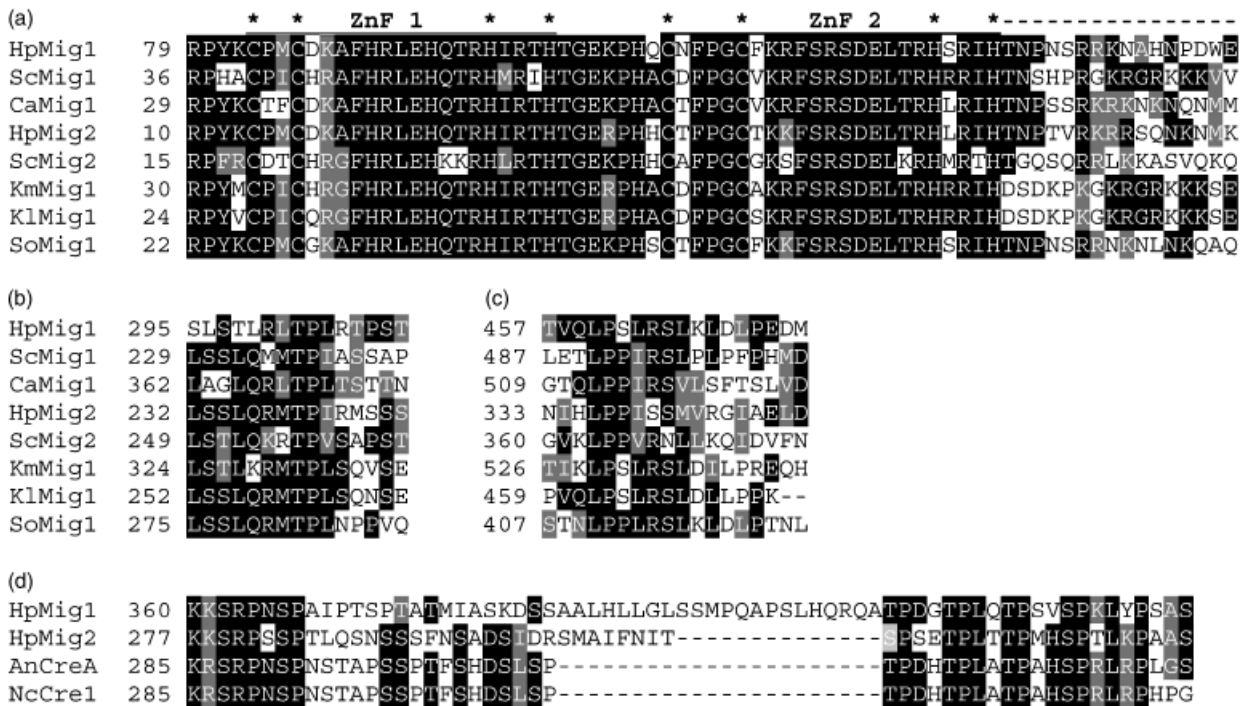 (a) * * ZnF 1 * * * * ZnF 2 * *----------------
HpMig1 79 RPYKCPMCDKAFHRLEHQTRHIRTHTGEKPHQCNFPGCFKRFSRSDELTRHSRIHTNPNSRRKNAHNPDWE
ScMig1 36 RPHACPICHRAFHRLEHQTRHMRIHTGEKPHACDFPGCVKRFSRSDELTRHRRIHTNSHPRGKRGRKKKVV
CaMig1 29 RPYKCTFCDKAFHRLEHQTRHIRTHTGEKPHACTFPGCVKRFSRSDELTRHLRIHTNPSSRKRKNKNQNMM
HpMig2 10 RPYKCPMCDKAFHRLEHQTRHIRTHTGERPHHCTFPGCTKKFSRSDELTRHLRIHTNPTVRKRRSQNKNMK
ScMig2 15 RPFRCDTCHRGFHRLEHKKRHLRTHTGEKPHHCAFPGCGKSFSRSDELKRHMRTHTGQSQRRLKKASVQKQ
KmMig1 30 RPYMCPICHRGFHRLEHQTRHIRTHTGERPHACDFPGCAKRFSRSDELTRHRRIHDSDKPKGKRGRKKKSE
KlMig1 24 RPYVCPICQRGFHRLEHQTRHIRTHTGERPHACDFPGCSKRFSRSDELTRHRRIHDSDKPKGKRGRKKKSE
SoMig1 22 RPYKCPMCGKAFHRLEHQTRHIRTHTGEKPHSCTFPGCFKKFSRSDELTRHSRIHTNPNSRRNKNLNKQAQ
(b)
HpMig1 295 SLSTLRLTPLRTPST
ScMig1 229 LSSLQMMTPIASSAP
CaMig1 362 LAGLQRLTPLTSTTN
HpMig2 232 LSSLQRMTPIRMSSS
ScMig2 249 LSTLQKRTPVSAPST
KmMig1 324 LSTLKRMTPLSQVSE
KlMig1 252 LSSLQRMTPLSQNSE
SoMig1 275 LSSLQRMTPLNPPVQ
(c)
457 TVQLPSLRSLKLDLPEDM
487 LETLPPIRSLPLPFPHMD
509 GTQLPPIRSVLSFTSLVD
333 NIHLPPISSMVRGIAELD
360 GVKLPPVRNLLKQIDVFN
526 TIKLPSLRSLDILPREQH
459 PVQLPSLRSLDLLPPK--
407 STNLPPLRSLKLDLPTNL
(d)
HpMig1 360 KKSRPNSPAIPTSPTATMIASKDSSAALHLLGLSSMPQAPSLHQRQATPDGTPLQTPSVSPKLYPSAS
HpMig2 277 KKSRPSSPTLQSNSSSFNSADSIDRSMAIFNIT--------------SPSETPLTTPMHSPTLKPAAS
AnCreA 285 KRSRPNSPNSTAPSSPTFSHDSLSP----------------------TPDHTPLATPAHSPRLRPLGS
NcCre1 285 KRSRPNSPNSTAPSSPTFSHDSLSP----------------------TPDHTPLATPAHSPRLRPHPG